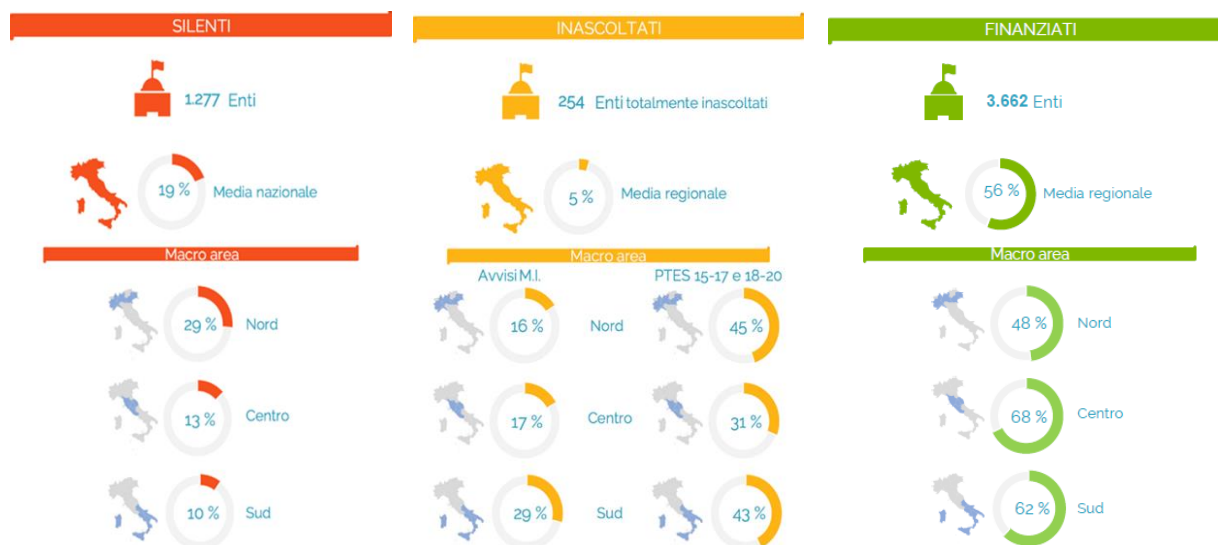 SILENTI
1.277 Enti
19 % Media nazionale
Macro area
29 % Nord
13 % Centro
10 % Sud
INASCOLTATI
254 Enti totalmente inascoltati
5 % Media regionale
Macro area
Avvisi M.I. PTES 15-17 e 18-20
16 % Nord 45 %
17 % Centro 31 %
29 % Sud 43 %
FINANZIATI
3.662 Enti
56 % Media regionale
Macro area
48 % Nord
68 % Centro
62 % Sud